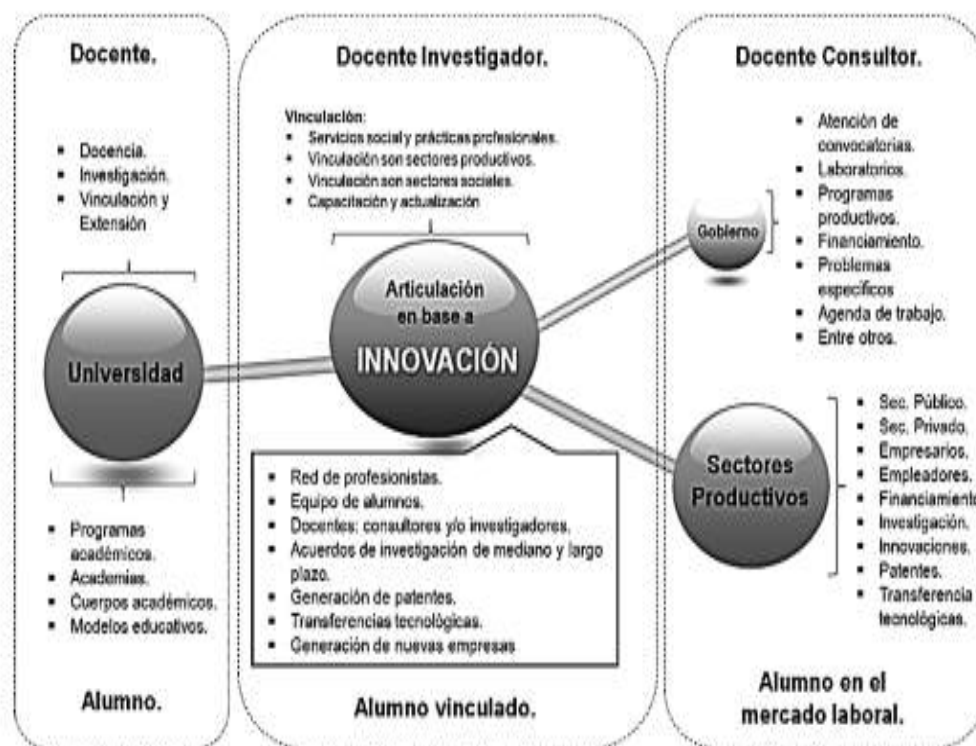 Docente.
▪ Docencia.
▪ Investigación.
▪ Vinculación y
Extensión
Universidad
▪ Programas
académicos.
▪ Academias.
▪ Cuerpos académicos.
▪ Modelos educativos.
Alumno.
Docente Investigador.
Vinculación:
▪ Servicios social y prácticas profesionales.
▪ Vinculación son sectores productivos.
▪ Vinculación son sectores sociales.
▪ Capacitación y actualización
Articulación
en base a
INNOVACIÓN
▪ Red de profesionistas.
▪ Equipo de alumnos.
▪ Docentes: consultores y/o investigadores.
▪ Acuerdos de investigación de mediano y largo
plazo.
▪ Generación de patentes.
▪ Transferencias tecnológicas.
▪ Generación de nuevas empresas
Alumno vinculado.
Docente Consultor.
▪ Atención de
convocatorias.
▪ Laboratorios.
▪ Programas
productivos.
▪ Financiamiento.
▪ Problemas
específicos
▪ Agenda de trabajo.
▪ Entre otros.
Gobierno
Sectores
Productivos
▪ Sec. Público.
▪ Sec. Privado.
▪ Empresarios.
▪ Empleadores.
▪ Financiamiento
▪ Investigación.
▪ Innovaciones.
▪ Patentes.
▪ Transferencia
tecnológicas.
Alumno en el
mercado laboral.